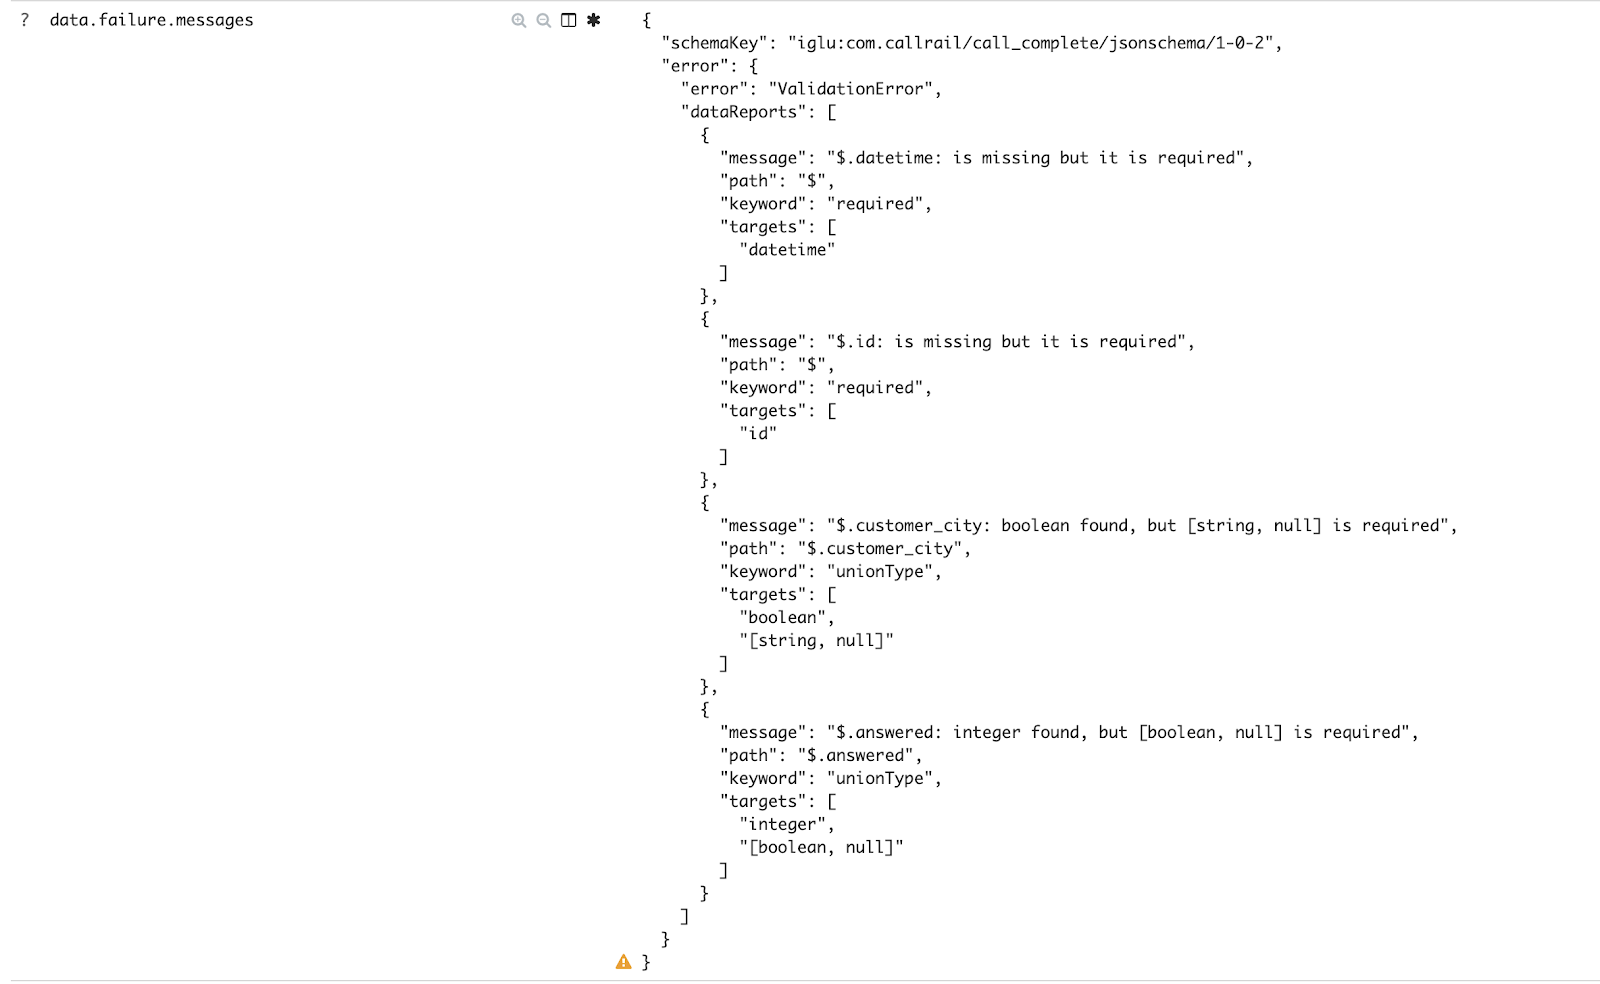 ? data.failure.messages
{
"schemaKey": "iglu:com.callrail/call_complete/jsonschema/1-0-2",
"error": {
"error": "ValidationError",
"dataReports": [
{
"message": "$.datetime: is missing but it is required",
"path": "$",
"keyword": "required",
"targets": [
"datetime"
]
},
{
"message": "$.id: is missing but it is required",
"path": "$",
"keyword": "required",
"targets": [
"id"
]
},
{
"message": "$.customer_city: boolean found, but [string, null] is required",
"path": "$.customer_city",
"keyword": "unionType",
"targets": [
"boolean",
"[string, null]"
]
},
{
"message": "$.answered: integer found, but [boolean, null] is required",
"path": "$.answered",
"keyword": "unionType",
"targets": [
"integer",
"[boolean, null]"
]
}
]
}
}